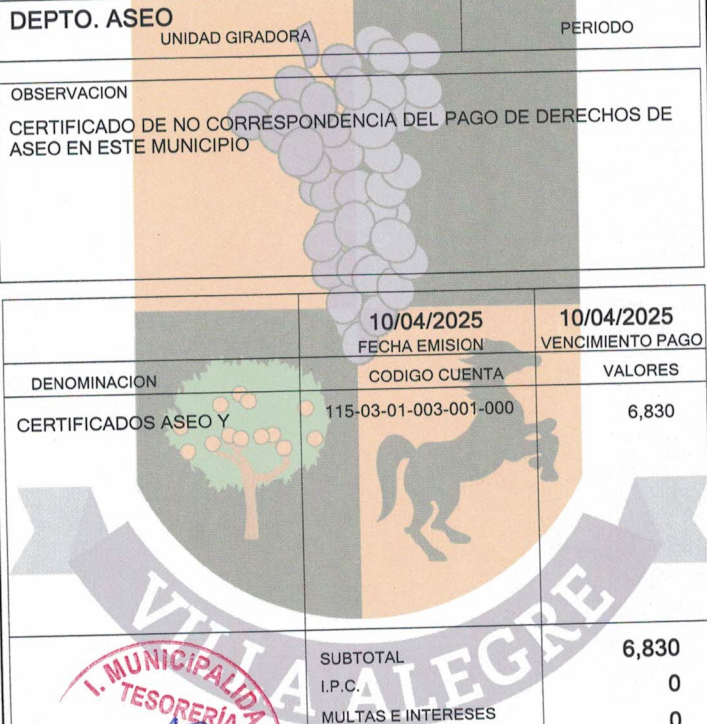 DEPTO. ASEO
UNIDAD GIRADORA
PERIODO
OBSERVACION
CERTIFICADO DE NO CORRESPONDENCIA DEL PAGO DE DERECHOS DE
ASEO EN ESTE MUNICIPIO
10/04/2025 10/04/2025
FECHA EMISION VENCIMIENTO PAGO
DENOMINACION CODIGO CUENTA VALORES
CERTIFICADOS ASEO Y 115-03-01-003-001-000 6,830
VILLA ALEGRE
SUBTOTAL 6,830
I.P.C. 0
MULTAS E INTERESES 0
I. MUNICIPALIDA
TESORERÍA